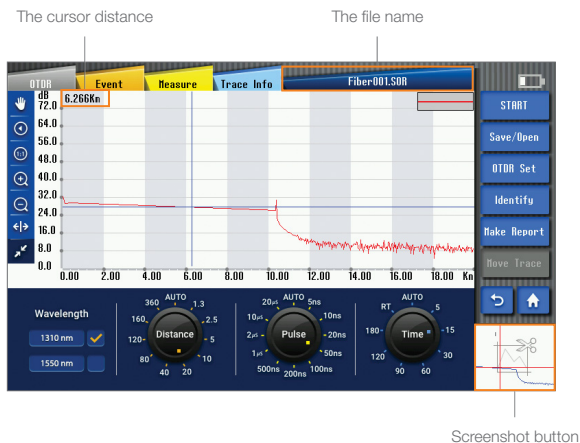 The cursor distance
The file name
OTDR
Event
Measure
Trace Info
Fiber001.SOR
dB
72.0
6.266Km
64.0
56.0
48.0
40.0
32.0
24.0
16.0
8.0
0.0
0.00 2.00 4.00 6.00 8.00 10.00 12.00 14.00 16.00 18.00 Km
1:1
START
Save/Open
OTDR Set
Identify
Make Report
Move Trace
Wavelength
1310 nm
1550 nm
AUTO
360 1.3
160 2.5
120 Distance 5
80 10
40 20
AUTO
20μs 5ns
10μs 10ns
2μs Pulse 20ns
1μs 50ns
500ns 200ns 100ns
AUTO
RT 5
180 Time 15
120 30
90 60
Screenshot button